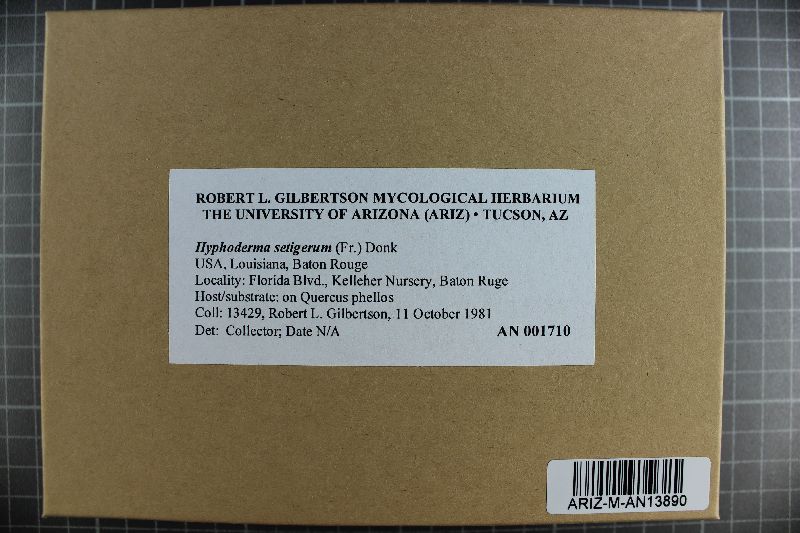 ROBERT L. GILBERTSON MYCOLOGICAL HERBARIUM
THE UNIVERSITY OF ARIZONA (ARIZ) • TUCSON, AZ
Hyphoderma setigerum (Fr.) Donk
USA, Louisiana, Baton Rouge
Locality: Florida Blvd., Kelleher Nursery, Baton Ruge
Host/substrate: on Quercus phellos
Coll: 13429, Robert L. Gilbertson, 11 October 1981
Det: Collector; Date N/A AN 001710
ARIZ-M-AN13890